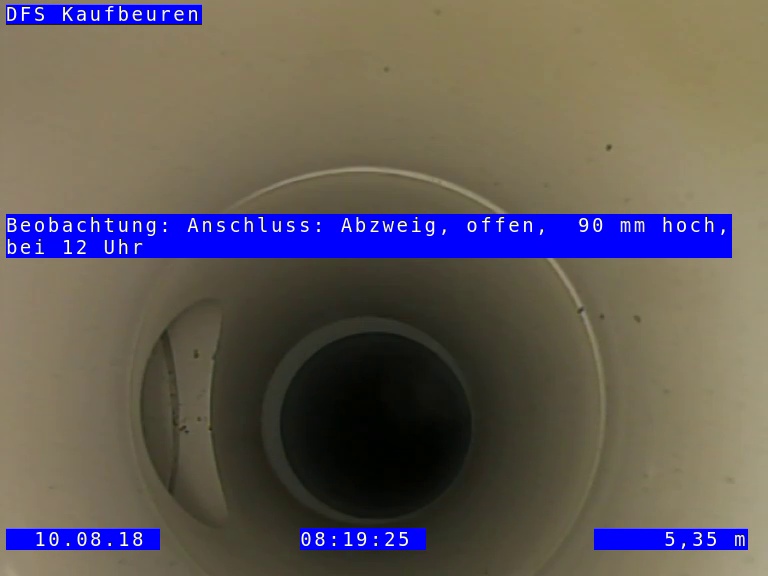 DFS Kaufbeuren
Beobachtung: Anschluss: Abzweig, offen,  90 mm hoch,
bei 12 Uhr
10.08.18 08:19:25 5,35 m